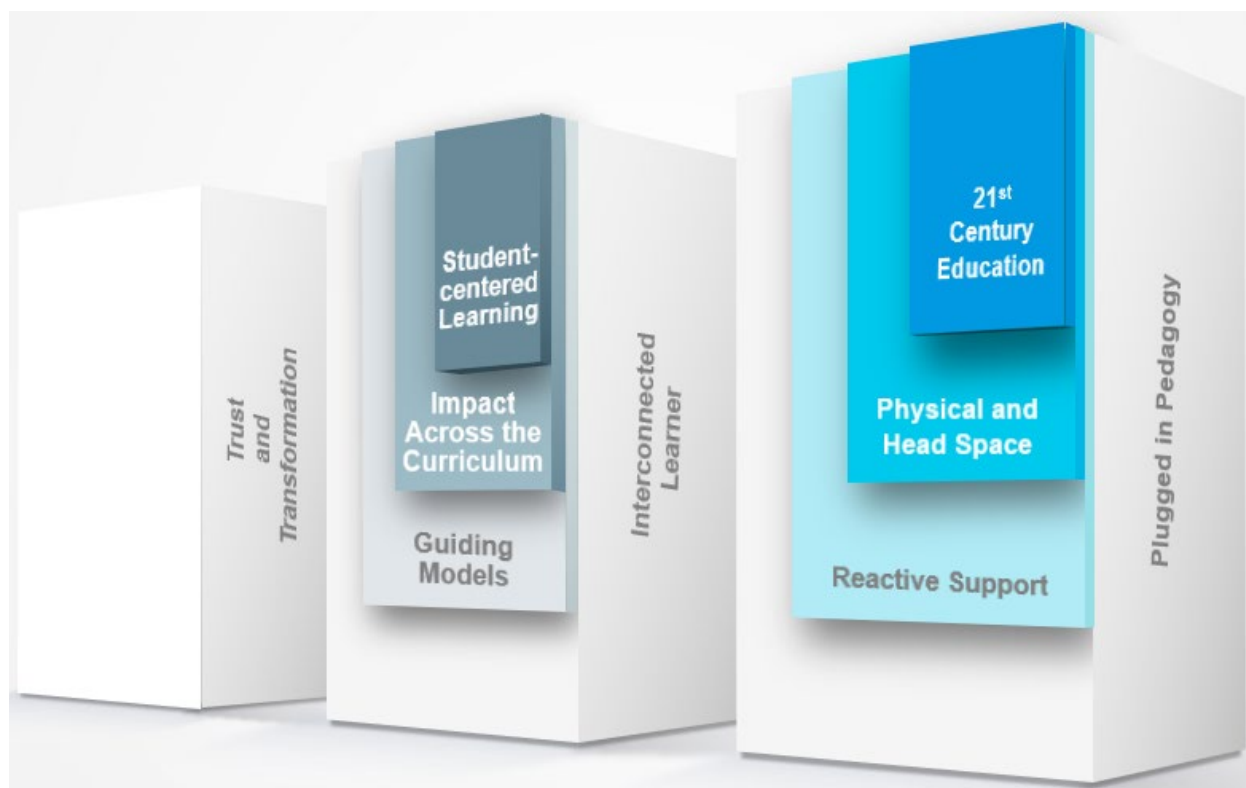 Trust
and
Transformation
Student-
centered
Learning
Impact
Across the
Curriculum
Guiding
Models
Interconnected
Learner
21st
Century
Education
Physical and
Head Space
Reactive Support
Plugged in Pedagogy